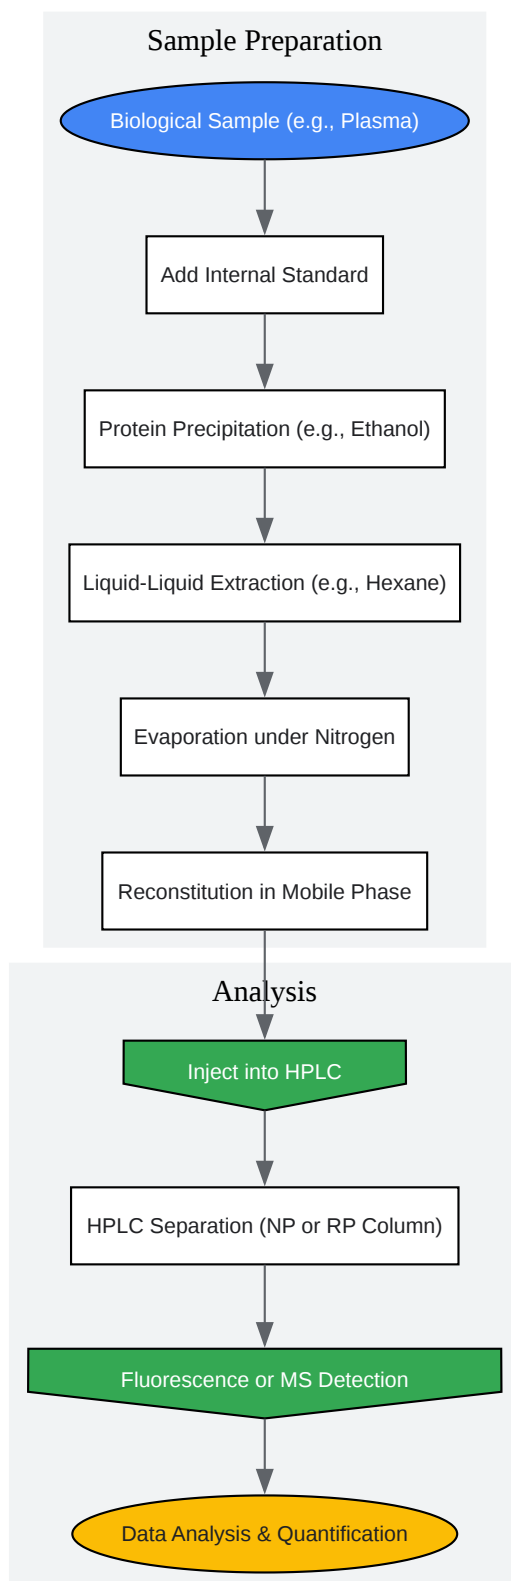 Sample Preparation
Biological Sample (e.g., Plasma)
Add Internal Standard
Protein Precipitation (e.g., Ethanol)
Liquid-Liquid Extraction (e.g., Hexane)
Evaporation under Nitrogen
Reconstitution in Mobile Phase
Analysis
Inject into HPLC
HPLC Separation (NP or RP Column)
Fluorescence or MS Detection
Data Analysis & Quantification